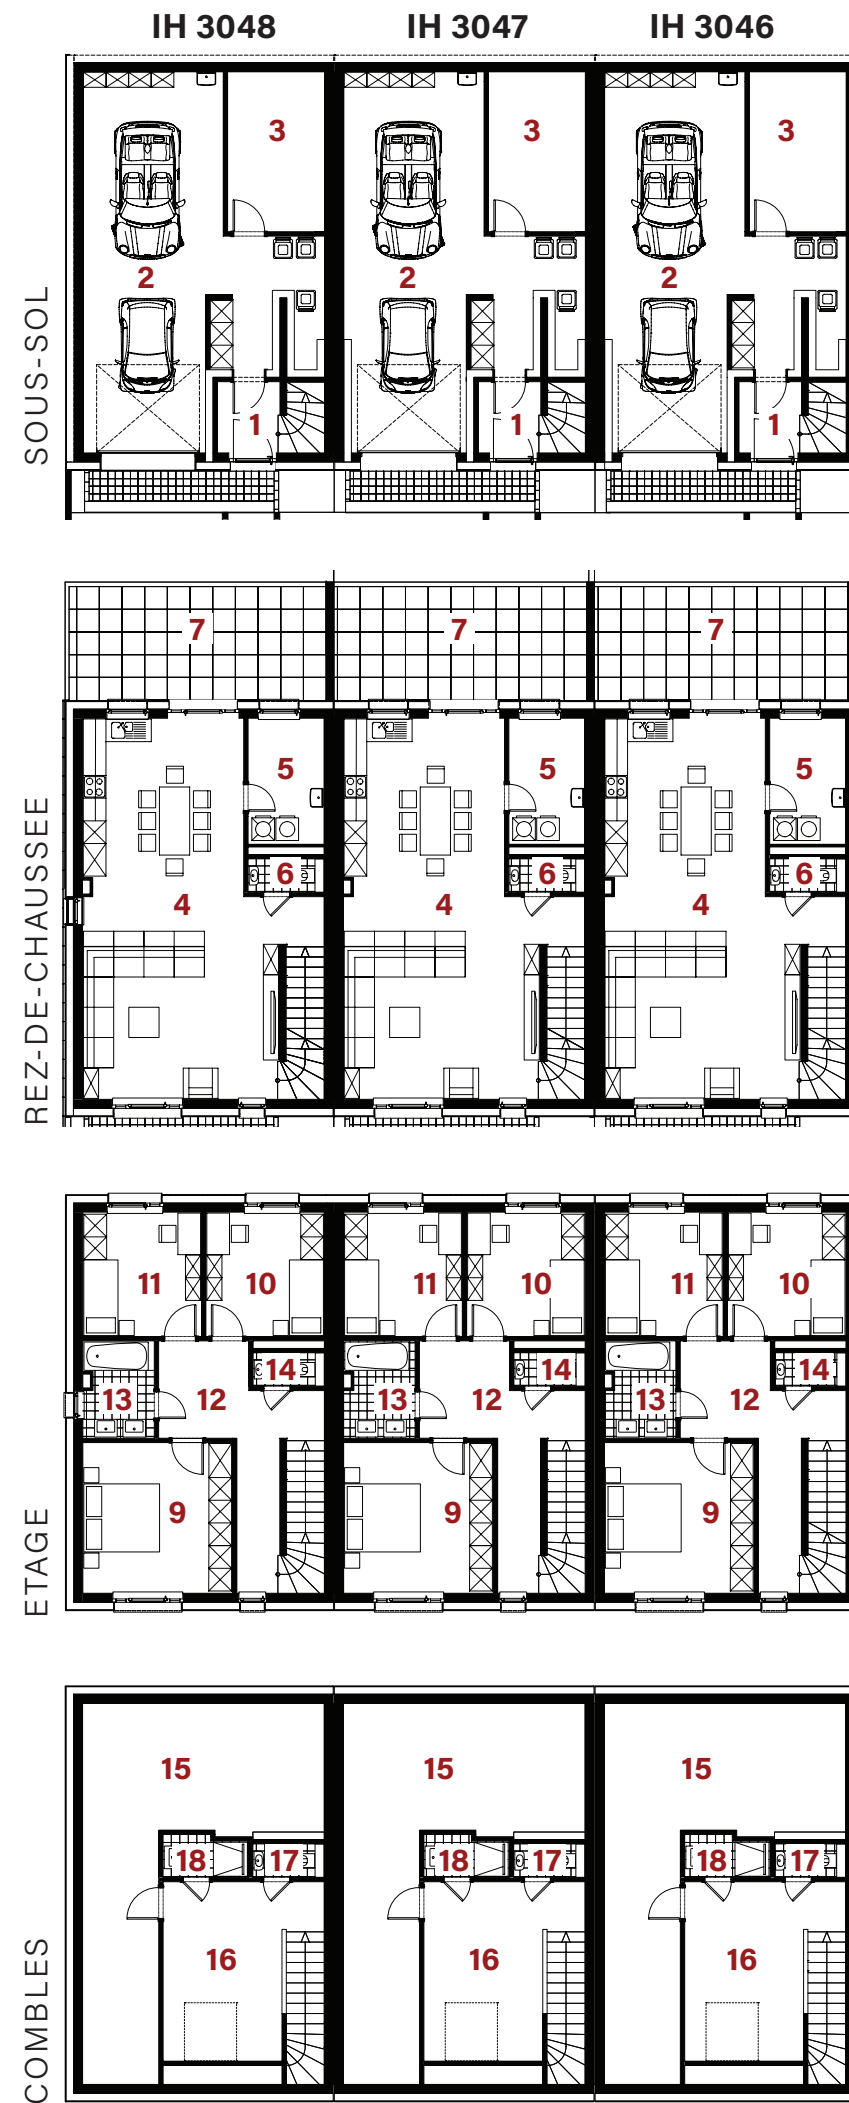 IH 3048 IH 3047 IH 3046
SOUS-SOL
3 3 3
2 2 2
1 1 1
REZ-DE-CHAUSSEE
7 7 7
5 5 5
6 6 6
4 4 4
ETAGE
11 10 11 10 11 10
14 14 14
13 12 13 12 13 12
9 9 9
COMBLES
15 15 15
18 17 18 17 18 17
16 16 16